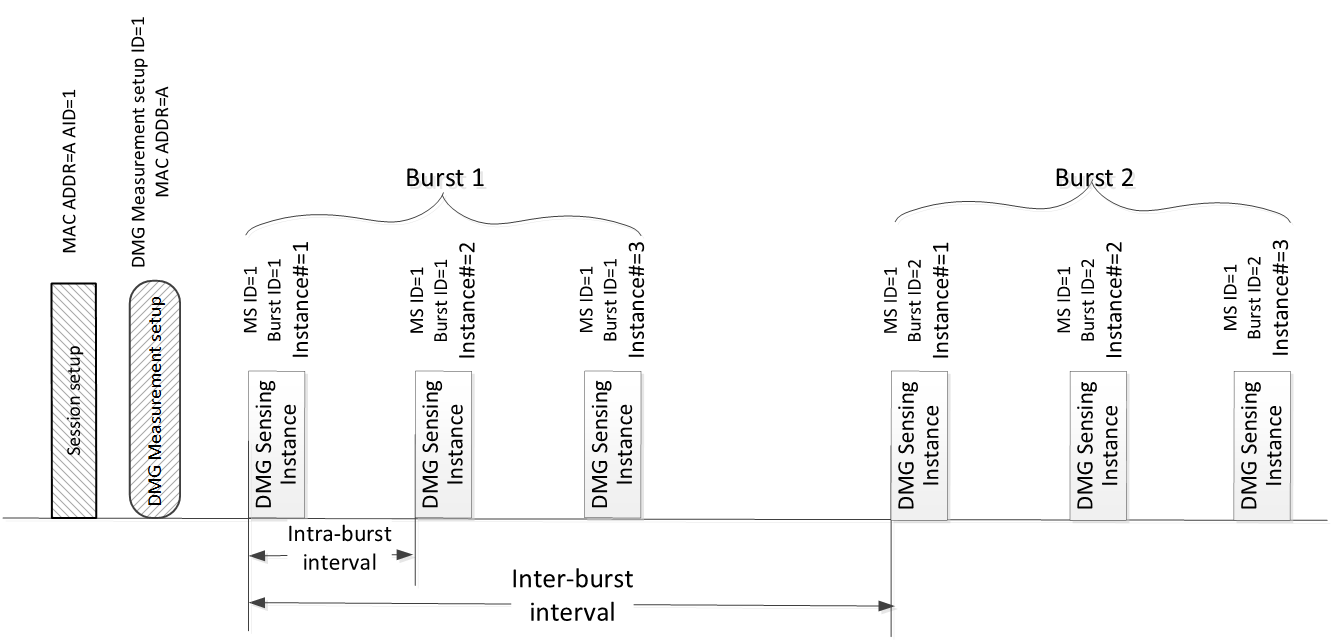 MAC ADDR=A AID=1
DMG Measurement setup ID=1
MAC ADDR=A
Burst 1
Burst 2
MS ID=1
Burst ID=1
Instance#=1
MS ID=1
Burst ID=1
Instance#=2
MS ID=1
Burst ID=1
Instance#=3
MS ID=1
Burst ID=2
Instance#=1
MS ID=1
Burst ID=2
Instance#=2
MS ID=1
Burst ID=2
Instance#=3
Session setup
DMG Measurement setup
DMG Sensing
Instance
DMG Sensing
Instance
DMG Sensing
Instance
DMG Sensing
Instance
DMG Sensing
Instance
DMG Sensing
Instance
Intra-burst
interval
Inter-burst
interval